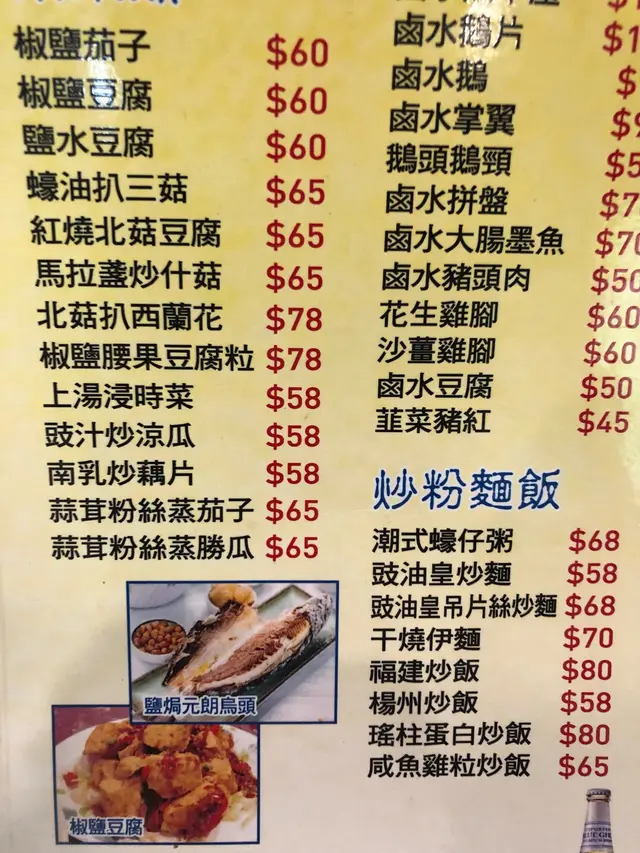 椒鹽茄子 $60
椒鹽豆腐 $60
鹽水豆腐 $60
蠔油扒三菇 $65
紅燒北菇豆腐 $65
馬拉盞炒什菇 $65
北菇扒西蘭花 $78
椒鹽腰果豆腐粒 $78
上湯浸時菜 $58
豉汁炒涼瓜 $58
南乳炒藕片 $58
蒜茸粉絲蒸茄子 $65
蒜茸粉絲蒸勝瓜 $65
鹽焗元朗烏頭
椒鹽豆腐
鹵水鵝片 $1
鹵水鵝 $
鹵水掌翼 $9
鵝頭鵝頸 $5
鹵水拼盤 $7
鹵水大腸墨魚 $70
鹵水豬頭肉 $50
花生雞腳 $60
沙薑雞腳 $60
鹵水豆腐 $50
韮菜豬紅 $45
炒粉麵飯
潮式蠔仔粥 $68
豉油皇炒麵 $58
豉油皇吊片絲炒麵 $68
干燒伊麵 $70
福建炒飯 $80
楊州炒飯 $58
瑤柱蛋白炒飯 $80
咸魚雞粒炒飯 $65